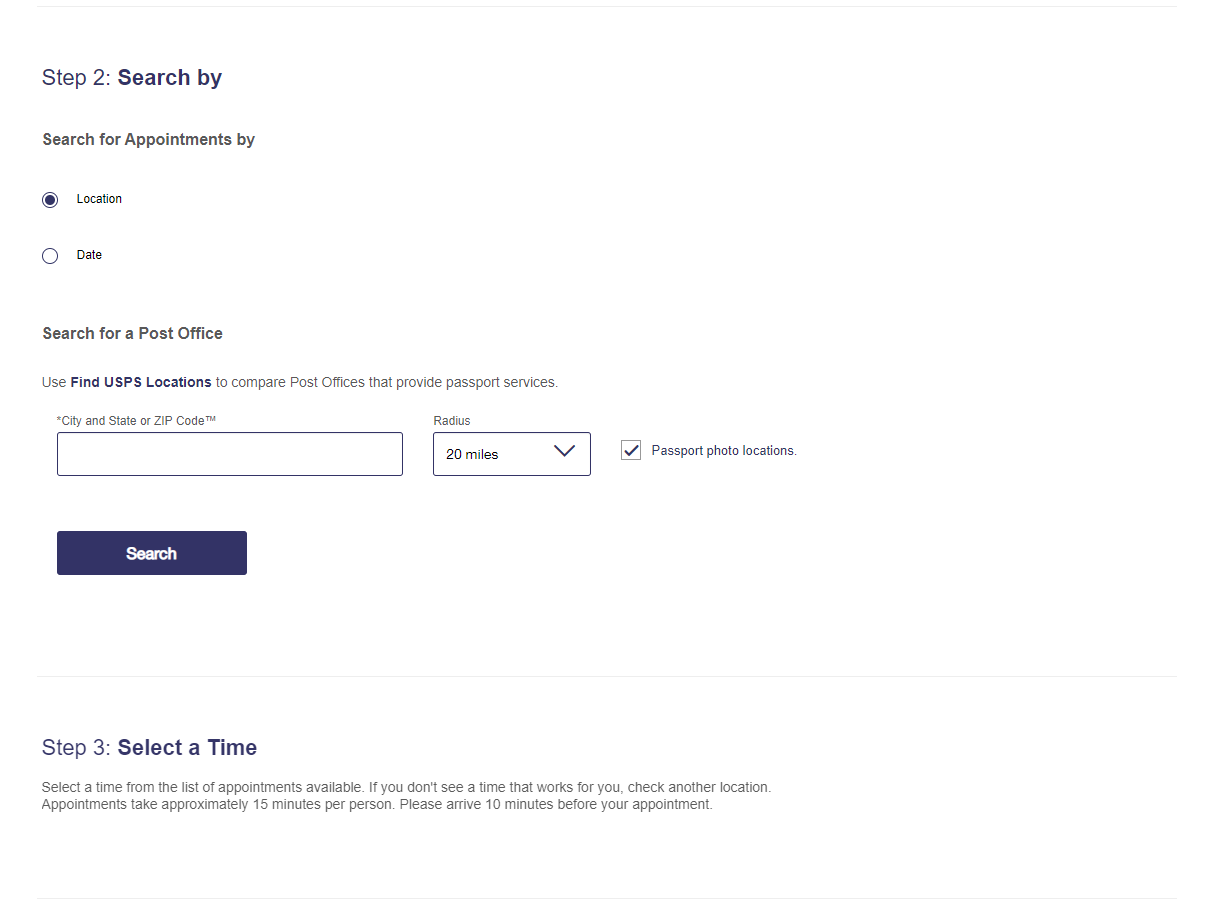 Step 2: Search by
Search for Appointments by
Location
Date
Search for a Post Office
Use Find USPS Locations to compare Post Offices that provide passport services.
*City and State or ZIP Code™
Radius
20 miles
Passport photo locations.
Search
Step 3: Select a Time
Select a time from the list of appointments available. If you don't see a time that works for you, check another location.
Appointments take approximately 15 minutes per person. Please arrive 10 minutes before your appointment.